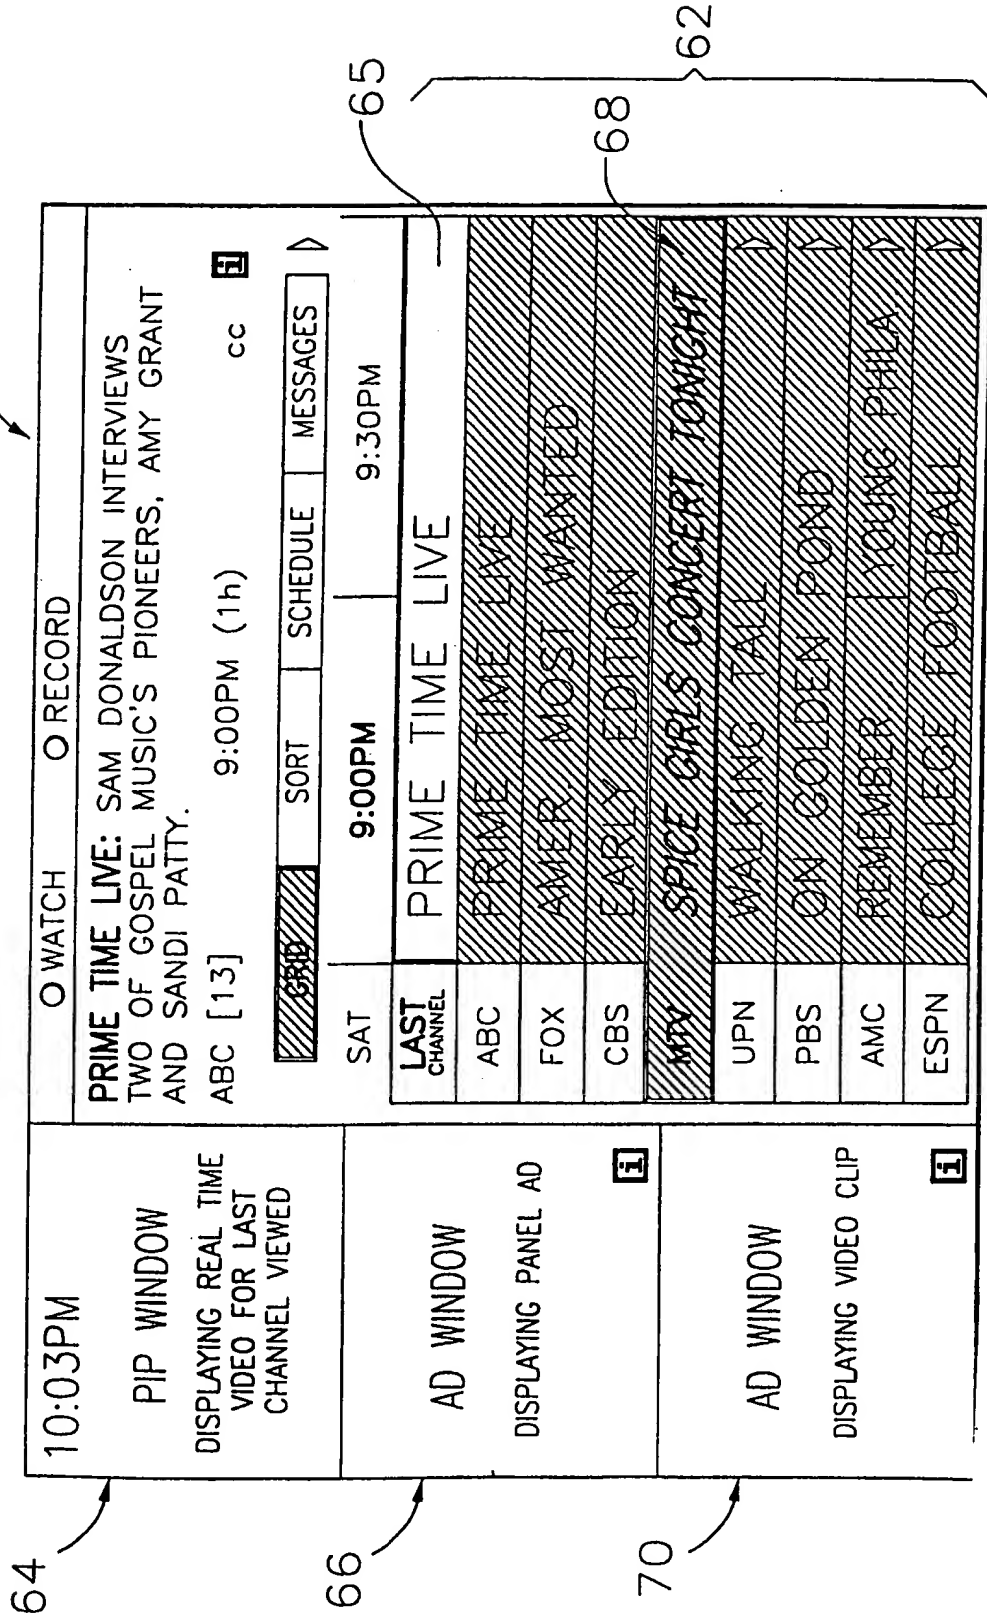 10:03PM
PIP WINDOW
DISPLAYING REAL TIME
VIDEO FOR LAST
CHANNEL VIEWED
AD WINDOW
DISPLAYING PANEL AD
i
AD WINDOW
DISPLAYING VIDEO CLIP
i
O WATCH O RECORD
PRIME TIME LIVE: SAM DONALDSON INTERVIEWS
TWO OF GOSPEL MUSIC'S PIONEERS, AMY GRANT
AND SANDI PATTY.
ABC [13] 9:00PM (1h) cc i
GRID SORT SCHEDULE MESSAGES
SAT 9:00PM 9:30PM
LAST CHANNEL PRIME TIME LIVE
ABC PRIME TIME LIVE
FOX AMER. MOST WANTED
CBS EARLY EDITION
MTV SPICE GIRLS CONCERT TONIGHT
UPN WALKING TALL
PBS ON GOLDEN POND
AMC REMEMBER YOUNG PHILA
ESPN COLLEGE FOOTBALL
64
66
70
65
68
62